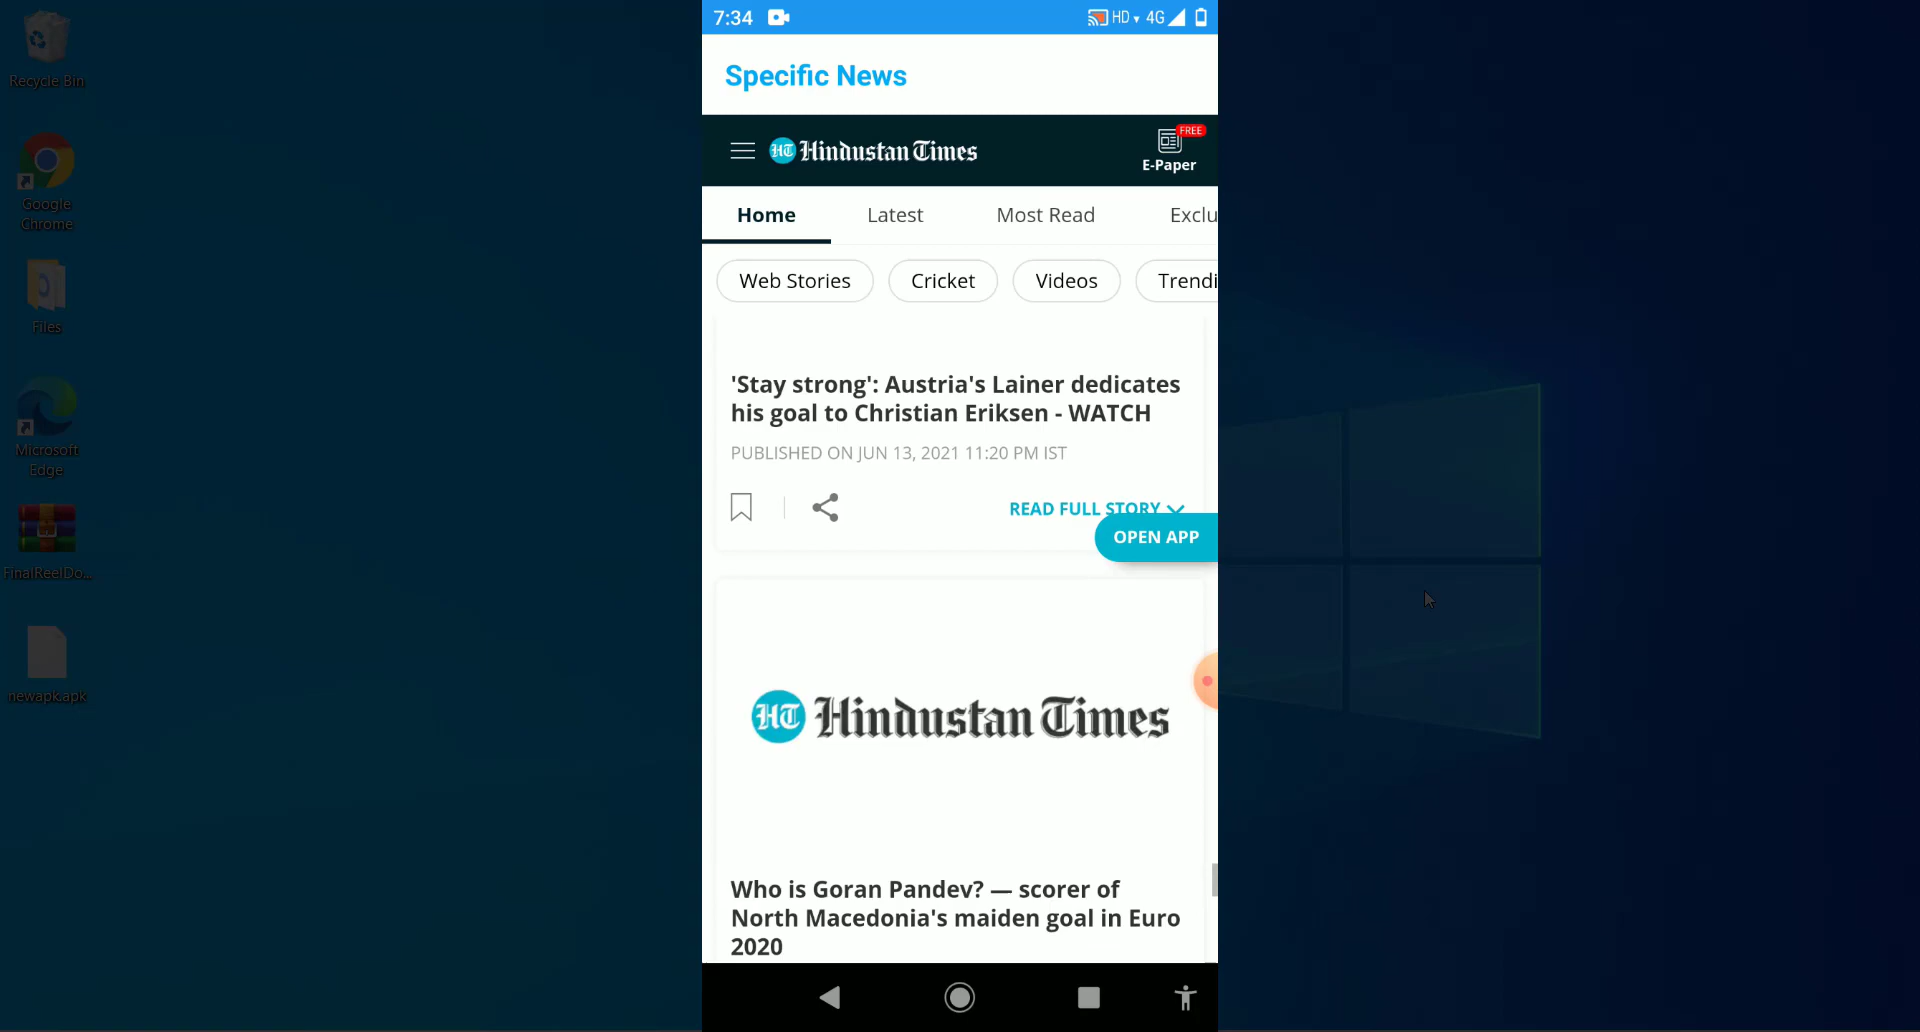 7:34
HD 4G
Specific News
HT Hindustan Times
FREE
E-Paper
Home Latest Most Read Exclu
Web Stories Cricket Videos Trendi
'Stay strong': Austria's Lainer dedicates
his goal to Christian Eriksen - WATCH
PUBLISHED ON JUN 13, 2021 11:20 PM IST
READ FULL STORY
OPEN APP
HT Hindustan Times
Who is Goran Pandev? — scorer of
North Macedonia's maiden goal in Euro
2020
Recycle Bin
Google
Chrome
Files
Microsoft
Edge
FinalReelDo...
newapk.apk